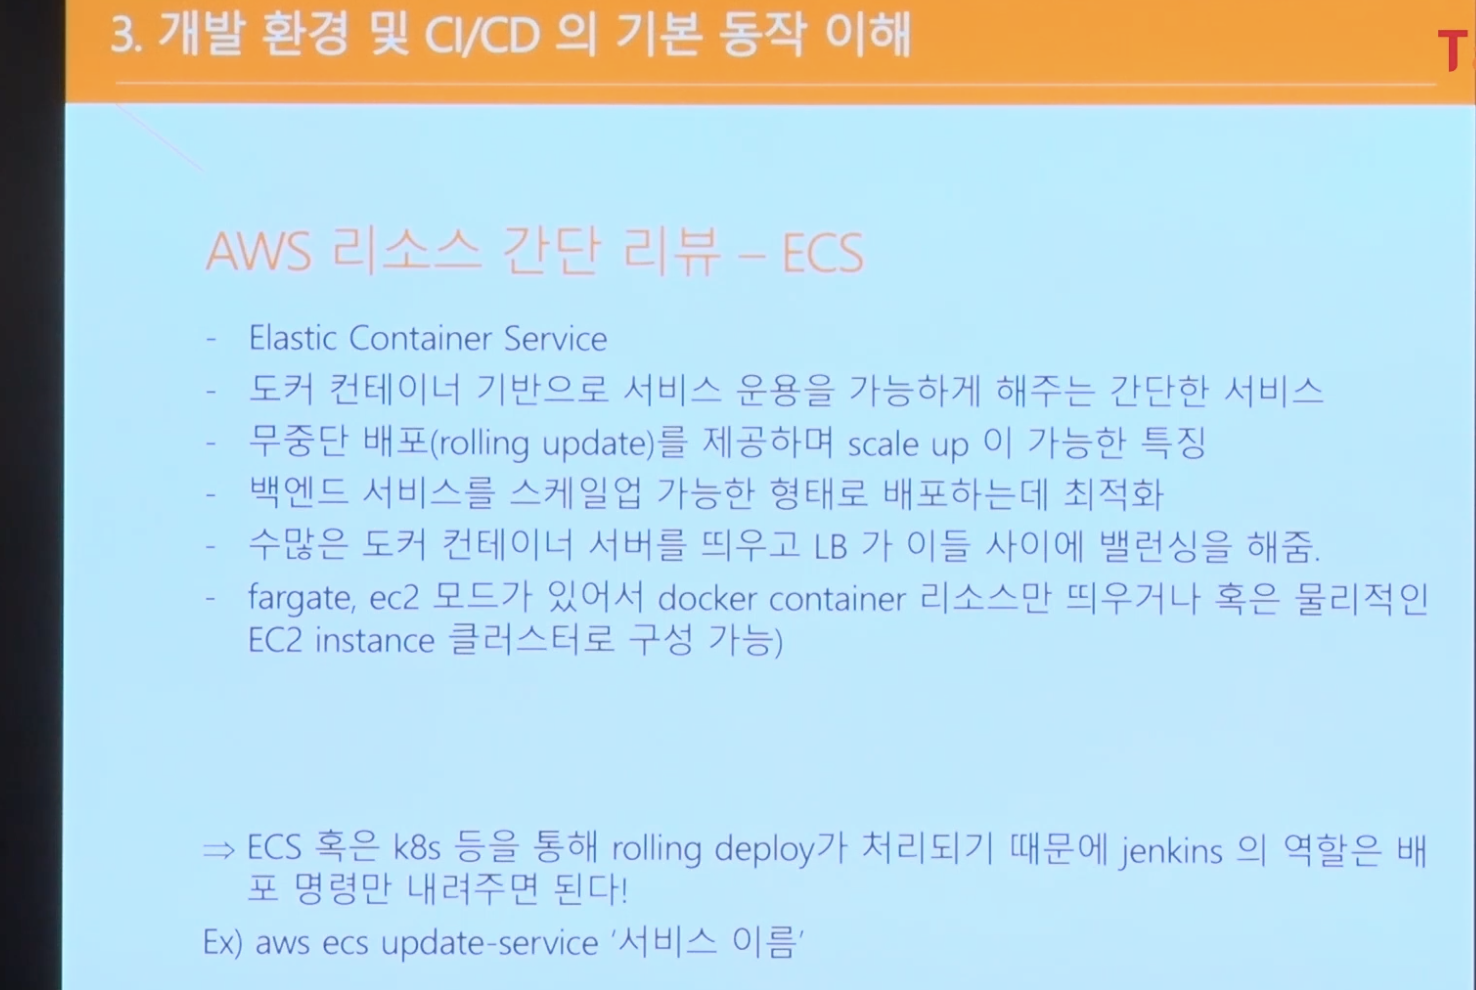 3. 개발 환경 및 CI/CD 의 기본 동작 이해
T
AWS 리소스 간단 리뷰 – ECS
- Elastic Container Service
- 도커 컨테이너 기반으로 서비스 운용을 가능하게 해주는 간단한 서비스
- 무중단 배포(rolling update)를 제공하며 scale up 이 가능한 특징
- 백엔드 서비스를 스케일업 가능한 형태로 배포하는데 최적화
- 수많은 도커 컨테이너 서버를 띄우고 LB 가 이들 사이에 밸런싱을 해줌.
- fargate, ec2 모드가 있어서 docker container 리소스만 띄우거나 혹은 물리적인
EC2 instance 클러스터로 구성 가능)
⇒ ECS 혹은 k8s 등을 통해 rolling deploy가 처리되기 때문에 jenkins 의 역할은 배
포 명령만 내려주면 된다!
Ex) aws ecs update-service '서비스 이름'